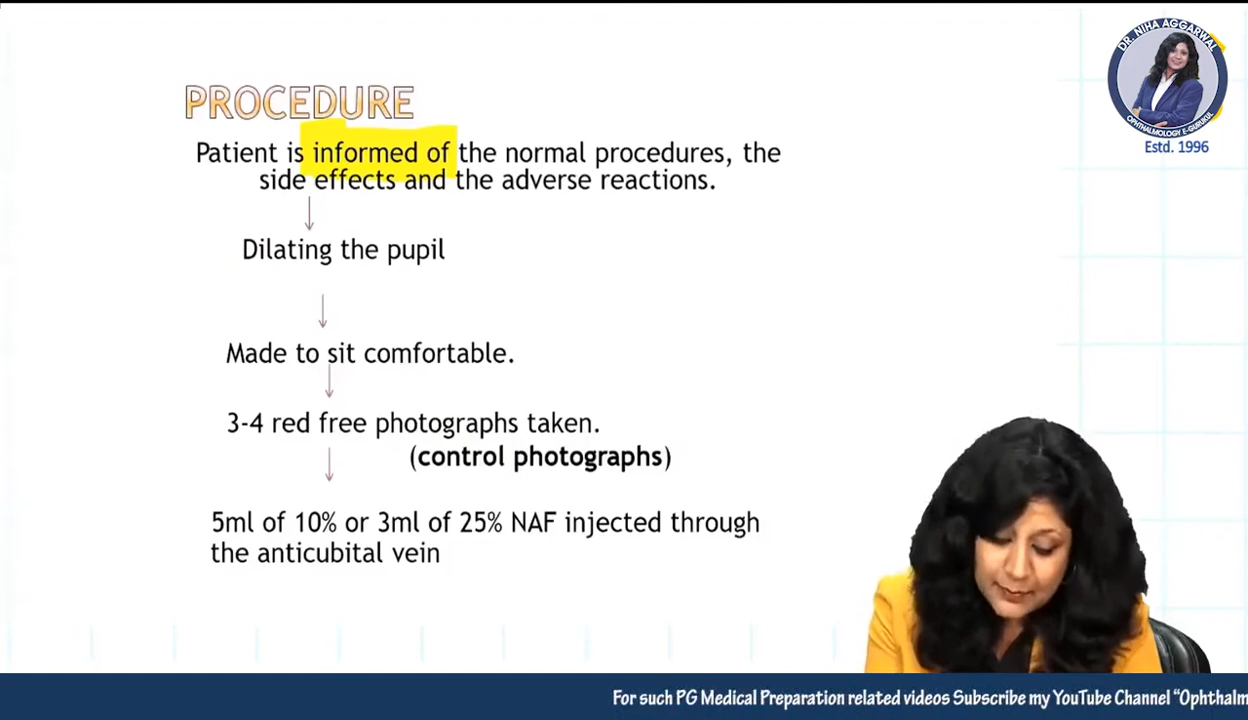 DR. NIHA AGGARWAL
OPHTHALMOLOGY E-GURUKUL
Estd. 1996
PROCEDURE
Patient is informed of the normal procedures, the
side effects and the adverse reactions.
Dilating the pupil
Made to sit comfortable.
3-4 red free photographs taken.
(control photographs)
5ml of 10% or 3ml of 25% NAF injected through
the anticubital vein
For such PG Medical Preparation related videos Subscribe my YouTube Channel “Ophthalm